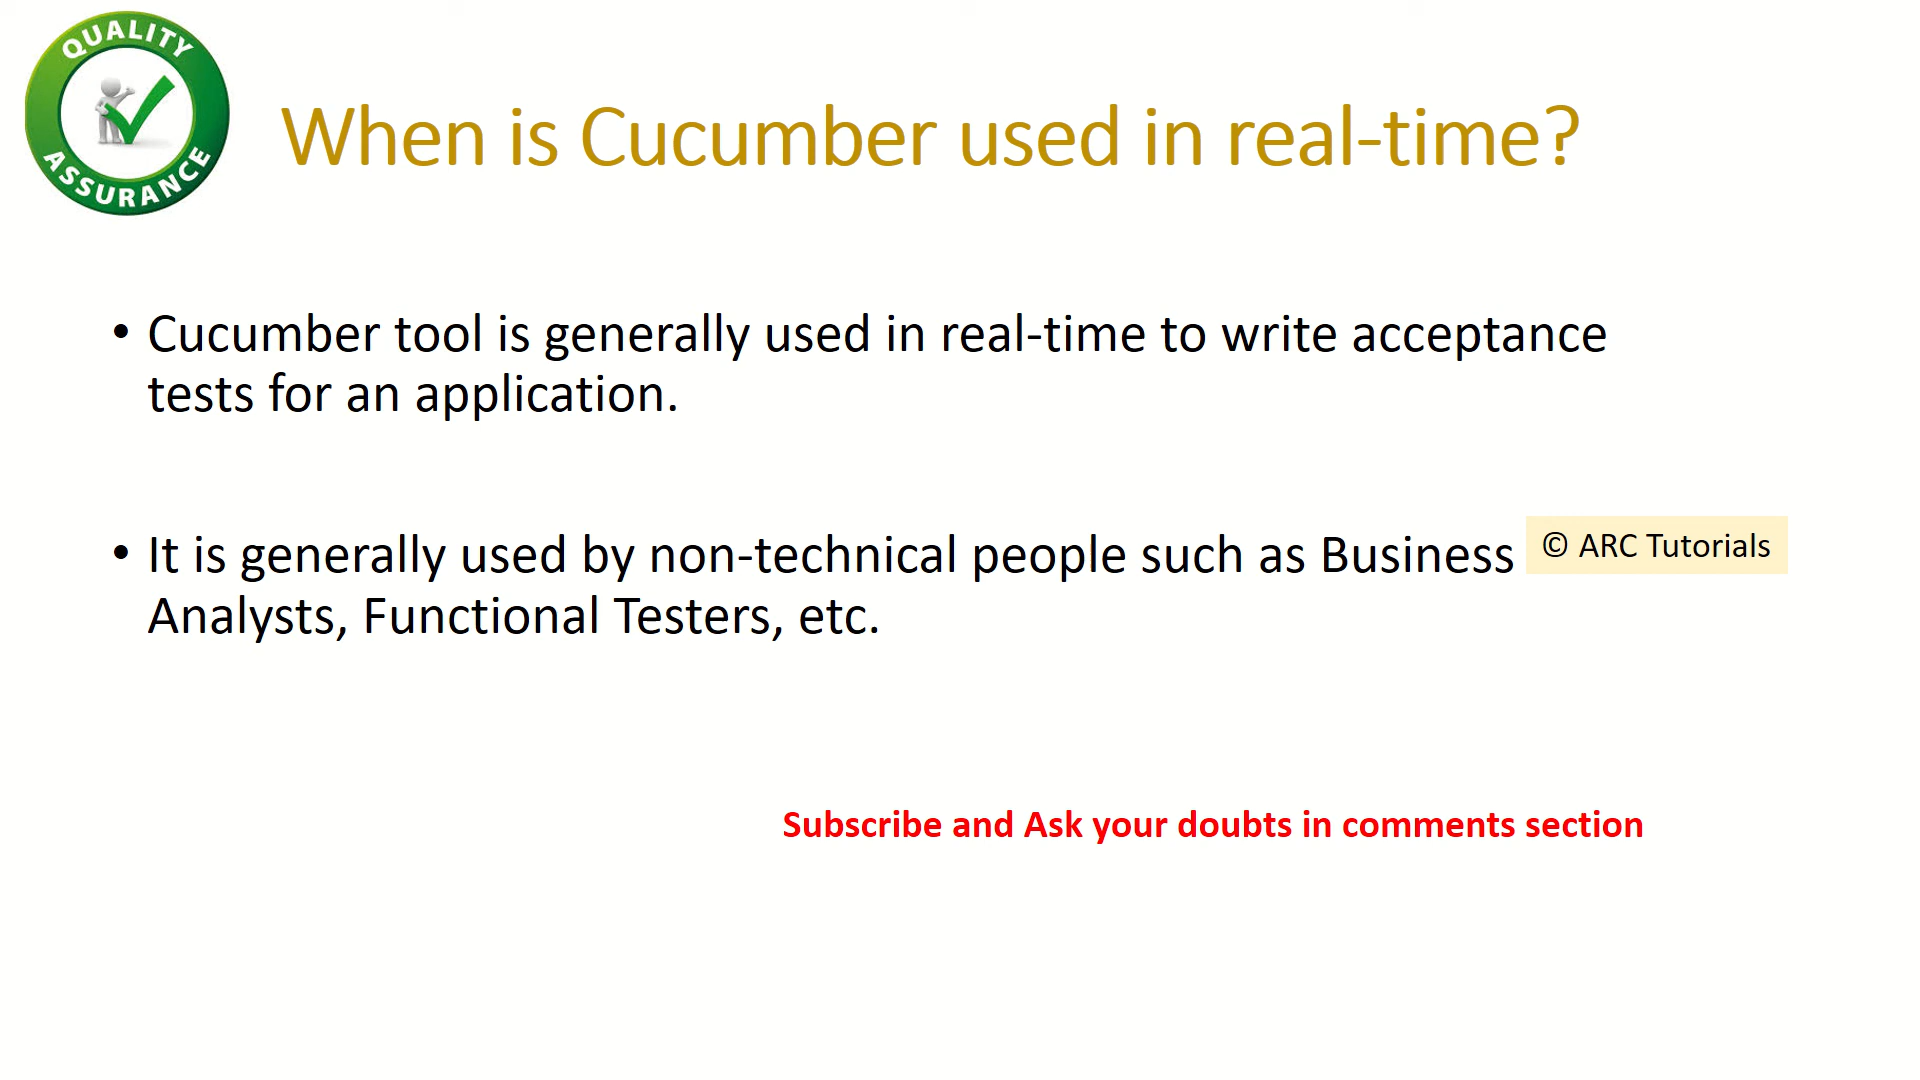 QUALITY
ASSURANCE
When is Cucumber used in real-time?
• Cucumber tool is generally used in real-time to write acceptance
tests for an application.
• It is generally used by non-technical people such as Business
Analysts, Functional Testers, etc.
© ARC Tutorials
Subscribe and Ask your doubts in comments section